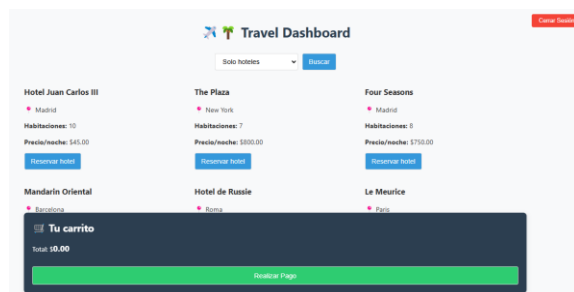 Cerrar Sesión
Travel Dashboard
Solo hoteles
Buscar
Hotel Juan Carlos III
Madrid
Habitaciones: 10
Precio/noche: $45.00
Reservar hotel
The Plaza
New York
Habitaciones: 7
Precio/noche: $800.00
Reservar hotel
Four Seasons
Madrid
Habitaciones: 8
Precio/noche: $750.00
Reservar hotel
Mandarin Oriental
Barcelona
Hotel de Russie
Roma
Le Meurice
Paris
Tu carrito
Total: $0.00
Realizar Pago